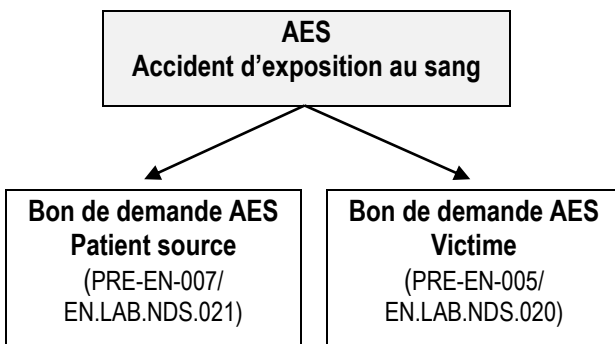 AES
Accident d’exposition au sang
Bon de demande AES
Patient source
(PRE-EN-007/
EN.LAB.NDS.021)
Bon de demande AES
Victime
(PRE-EN-005/
EN.LAB.NDS.020)